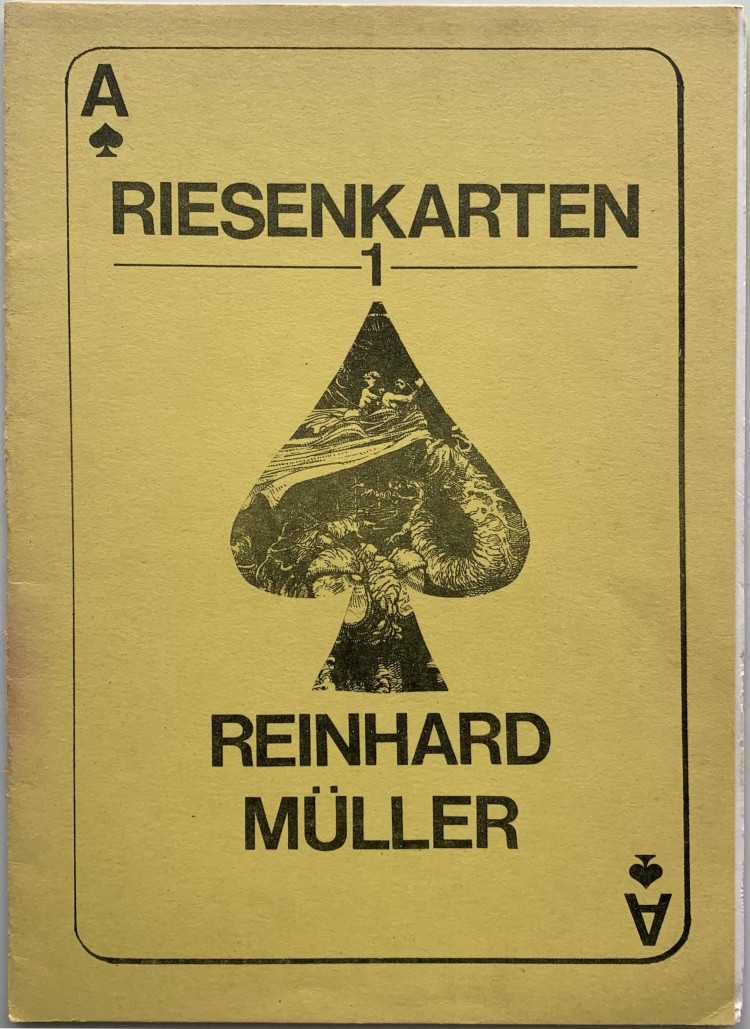 A
RIESENKARTEN
1
REINHARD
MÜLLER
A